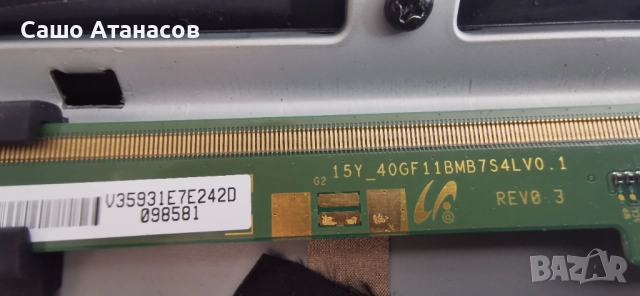 Сашо Атанасов
15Y_40GF11BMB7S4LV0.1
G2
V35931E7E242D
098581
REV0.3
BAZAR